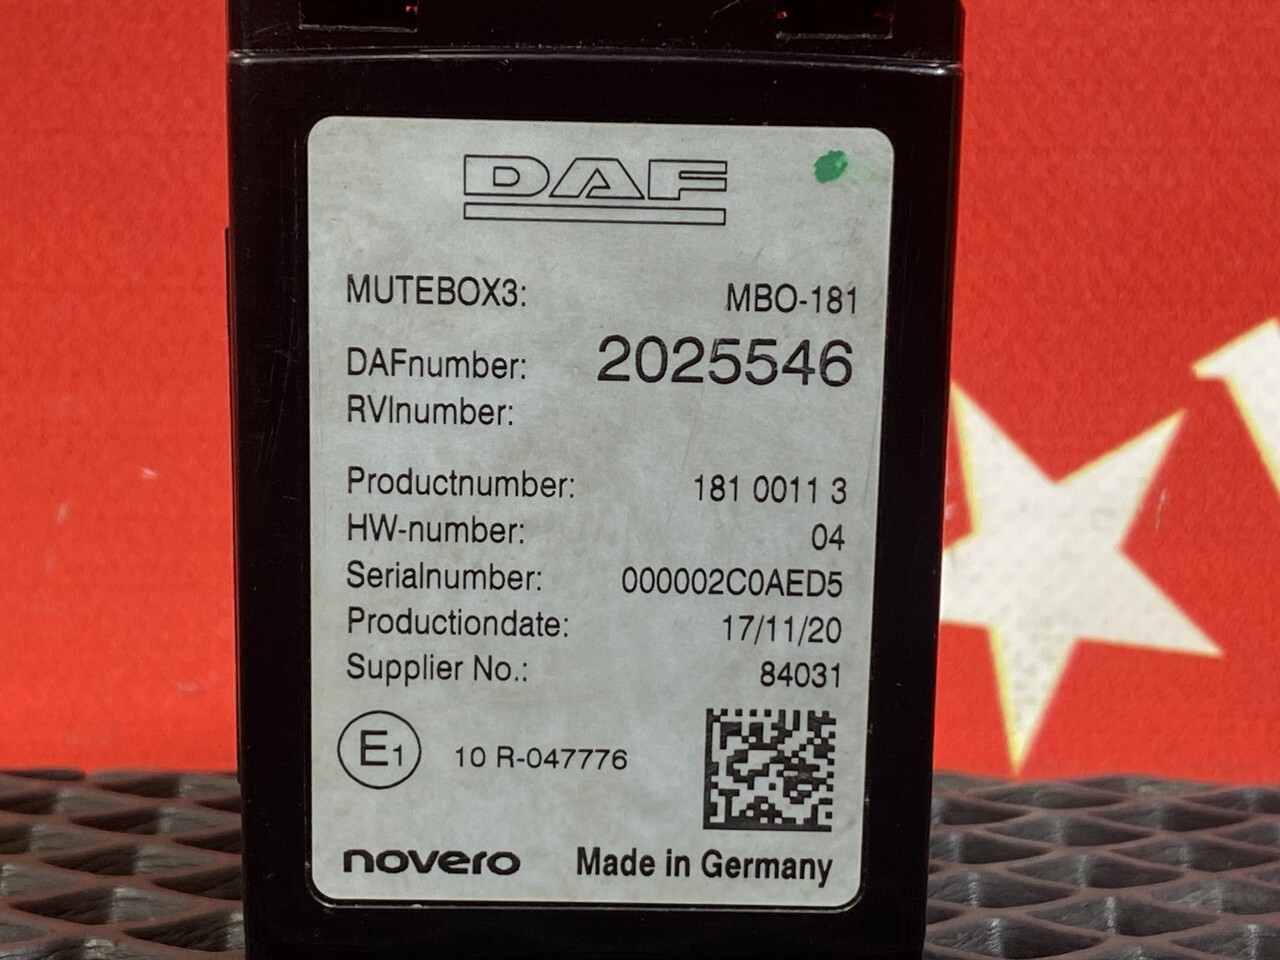 DAF
MUTEBOX3: MBO-181
DAFnumber: 2025546
RVInumber:
Productnumber: 181 0011 3
HW-number: 04
Serialnumber: 000002C0AED5
Productiondate: 17/11/20
Supplier No.: 84031
E1 10 R-047776
novero Made in Germany